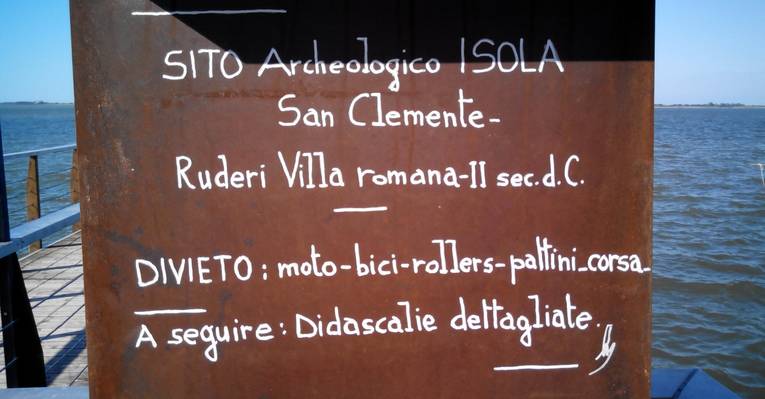 SITO Archeologico ISOLA
San Clemente-
Ruderi Villa romana-II sec.d.C.
DIVIETO: moto-bici-rollers-pattini-corsa-
A seguire: Didascalie dettagliate.